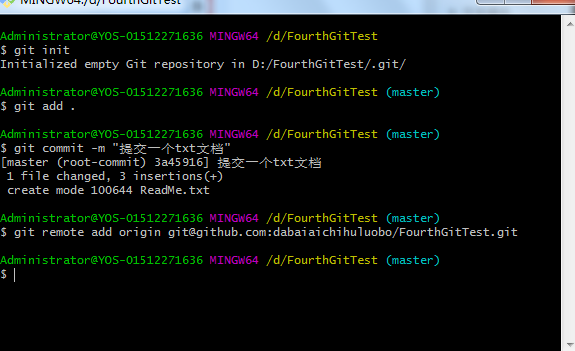 MINGW64:/d/FourthGitTest
Administrator@YOS-01512271636 MINGW64 /d/FourthGitTest
$ git init
Initialized empty Git repository in D:/FourthGitTest/.git/
Administrator@YOS-01512271636 MINGW64 /d/FourthGitTest (master)
$ git add .
Administrator@YOS-01512271636 MINGW64 /d/FourthGitTest (master)
$ git commit -m "提交一个txt文档"
[master (root-commit) 3a45916] 提交一个txt文档
 1 file changed, 3 insertions(+)
 create mode 100644 ReadMe.txt
Administrator@YOS-01512271636 MINGW64 /d/FourthGitTest (master)
$ git remote add origin git@github.com:dabaiaichihuluobo/FourthGitTest.git
Administrator@YOS-01512271636 MINGW64 /d/FourthGitTest (master)
$